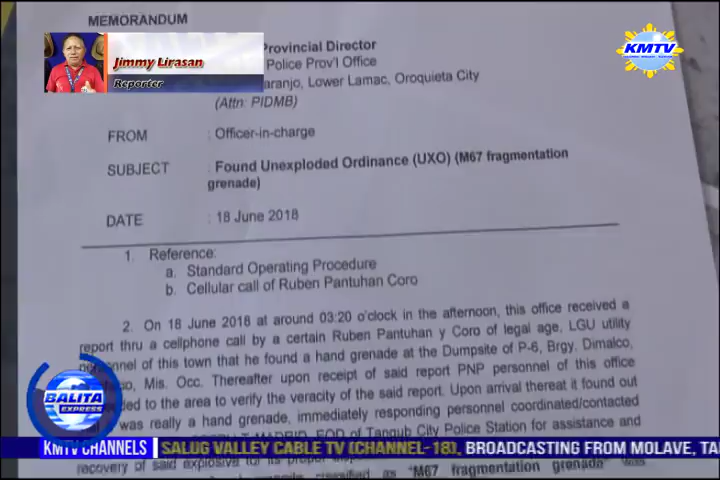 MEMORANDUM
Jimmy Lirasan
Reporter
KMTV
Provincial Director
Police Prov'l Office
Lower Lamac, Oroquieta City
(Attn: PIDMB)
FROM : Officer-in-charge
SUBJECT : Found Unexploded Ordinance (UXO) (M67 fragmentation
grenade)
DATE : 18 June 2018
1. Reference:
a. Standard Operating Procedure
b. Cellular call of Ruben Pantuhan Coro
2. On 18 June 2018 at around 03:20 o'clock in the afternoon, this office received a
report thru a cellphone call by a certain Ruben Pantuhan y Coro of legal age, LGU utility
personnel of this town that he found a hand grenade at the Dumpsite of P-6, Brgy. Dimalco,
Mis. Occ. Thereafter upon receipt of said report PNP personnel of this office
to the area to verify the veracity of the said report. Upon arrival thereat it found out
was really a hand grenade, immediately responding personnel coordinated/contacted
EOD of Tangub City Police Station for assistance and
recovery of said explosive for its proper
as "M67 fragmentation grenade"
BALITA
EXPRESS
KMTV CHANNELS
SALUG VALLEY CABLE TV (CHANNEL-18), BROADCASTING FROM MOLAVE, TA